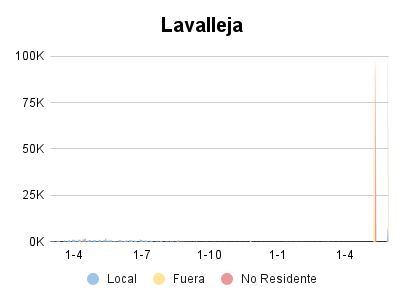 Lavalleja
100K
75K
50K
25K
0K
1-4 1-7 1-10 1-1 1-4
Local Fuera No Residente